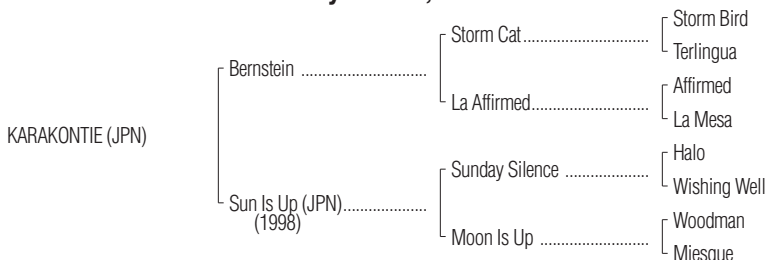 Storm Bird
Storm Cat
Terlingua
Bernstein
Affirmed
La Affirmed
La Mesa
KARAKONTIE (JPN)
Halo
Sunday Silence
Wishing Well
Sun Is Up (JPN)
(1998)
Woodman
Moon Is Up
Miesque